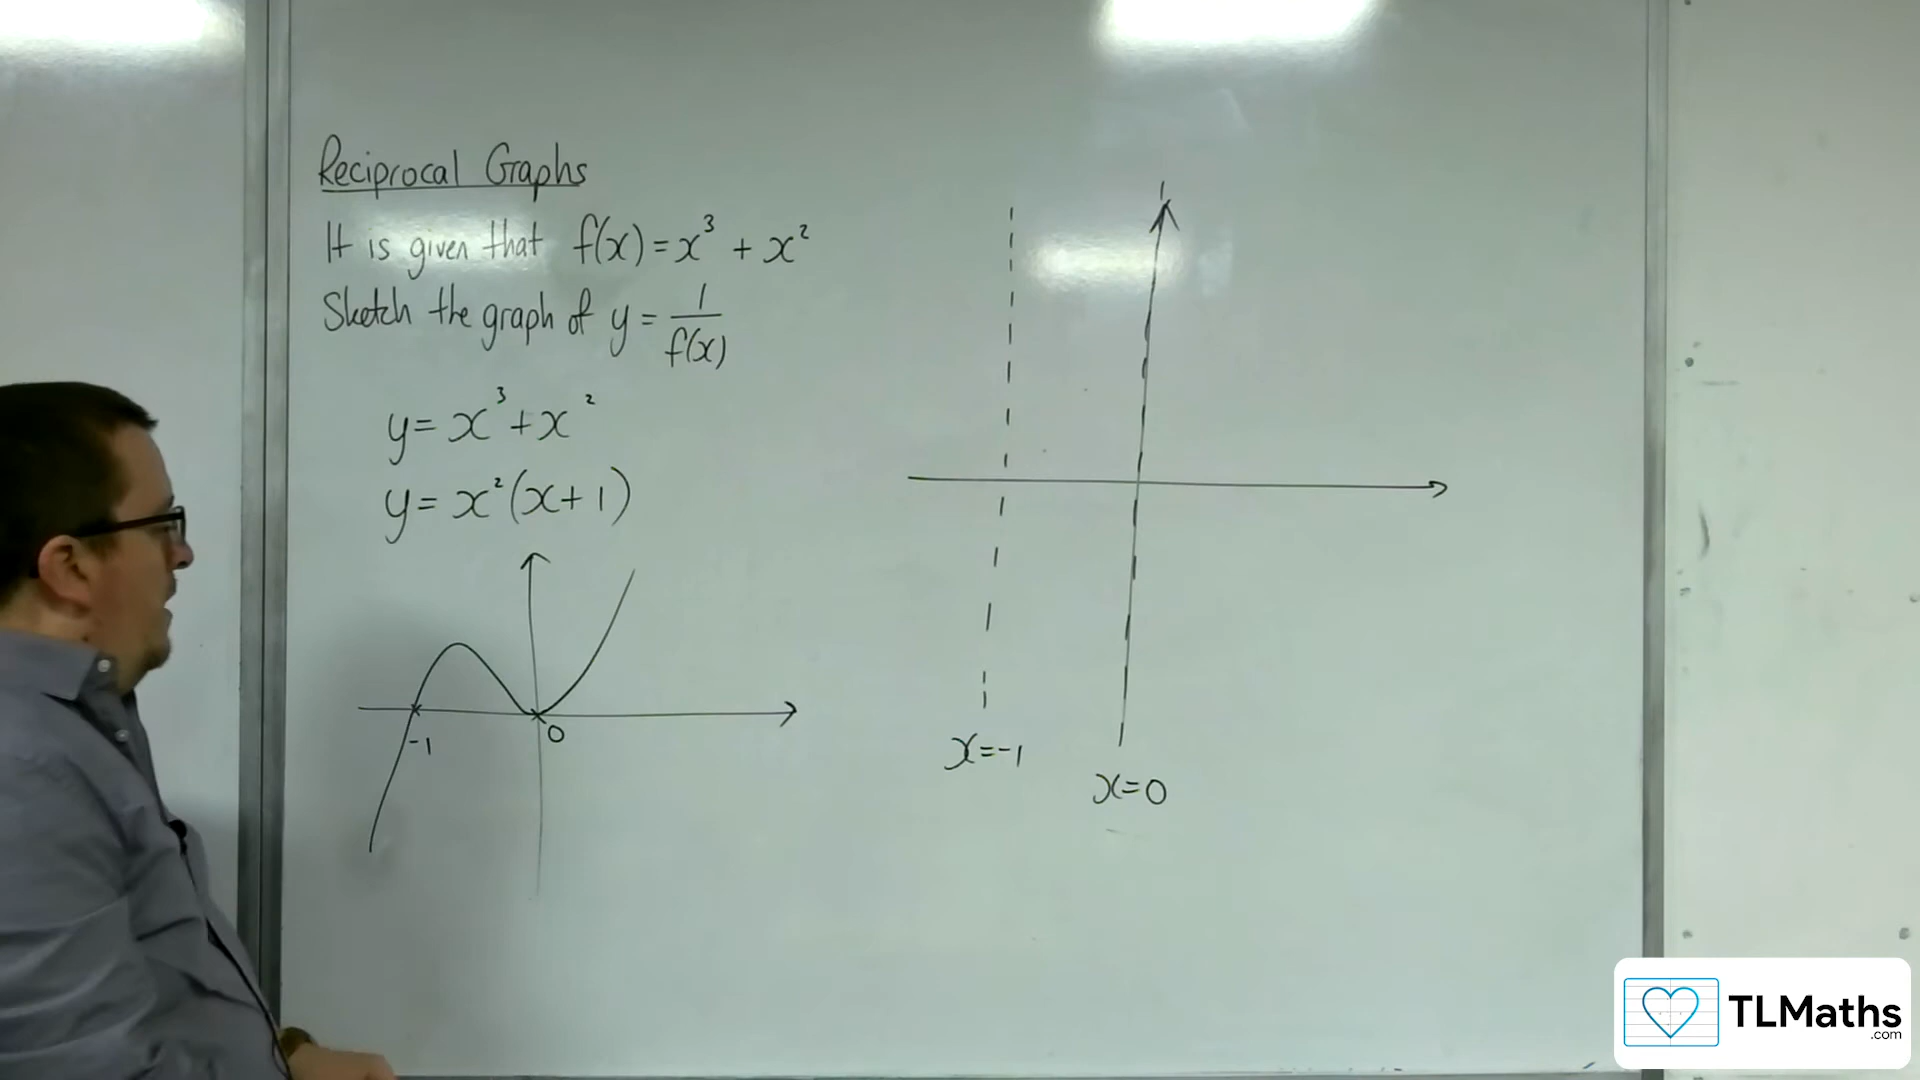 Reciprocal Graphs
It is given that f(x) = x³ + x²
Sketch the graph of y = 1/f(x)
y = x³ + x²
y = x²(x + 1)
-1
0
x = -1
x = 0
TLMaths
.com